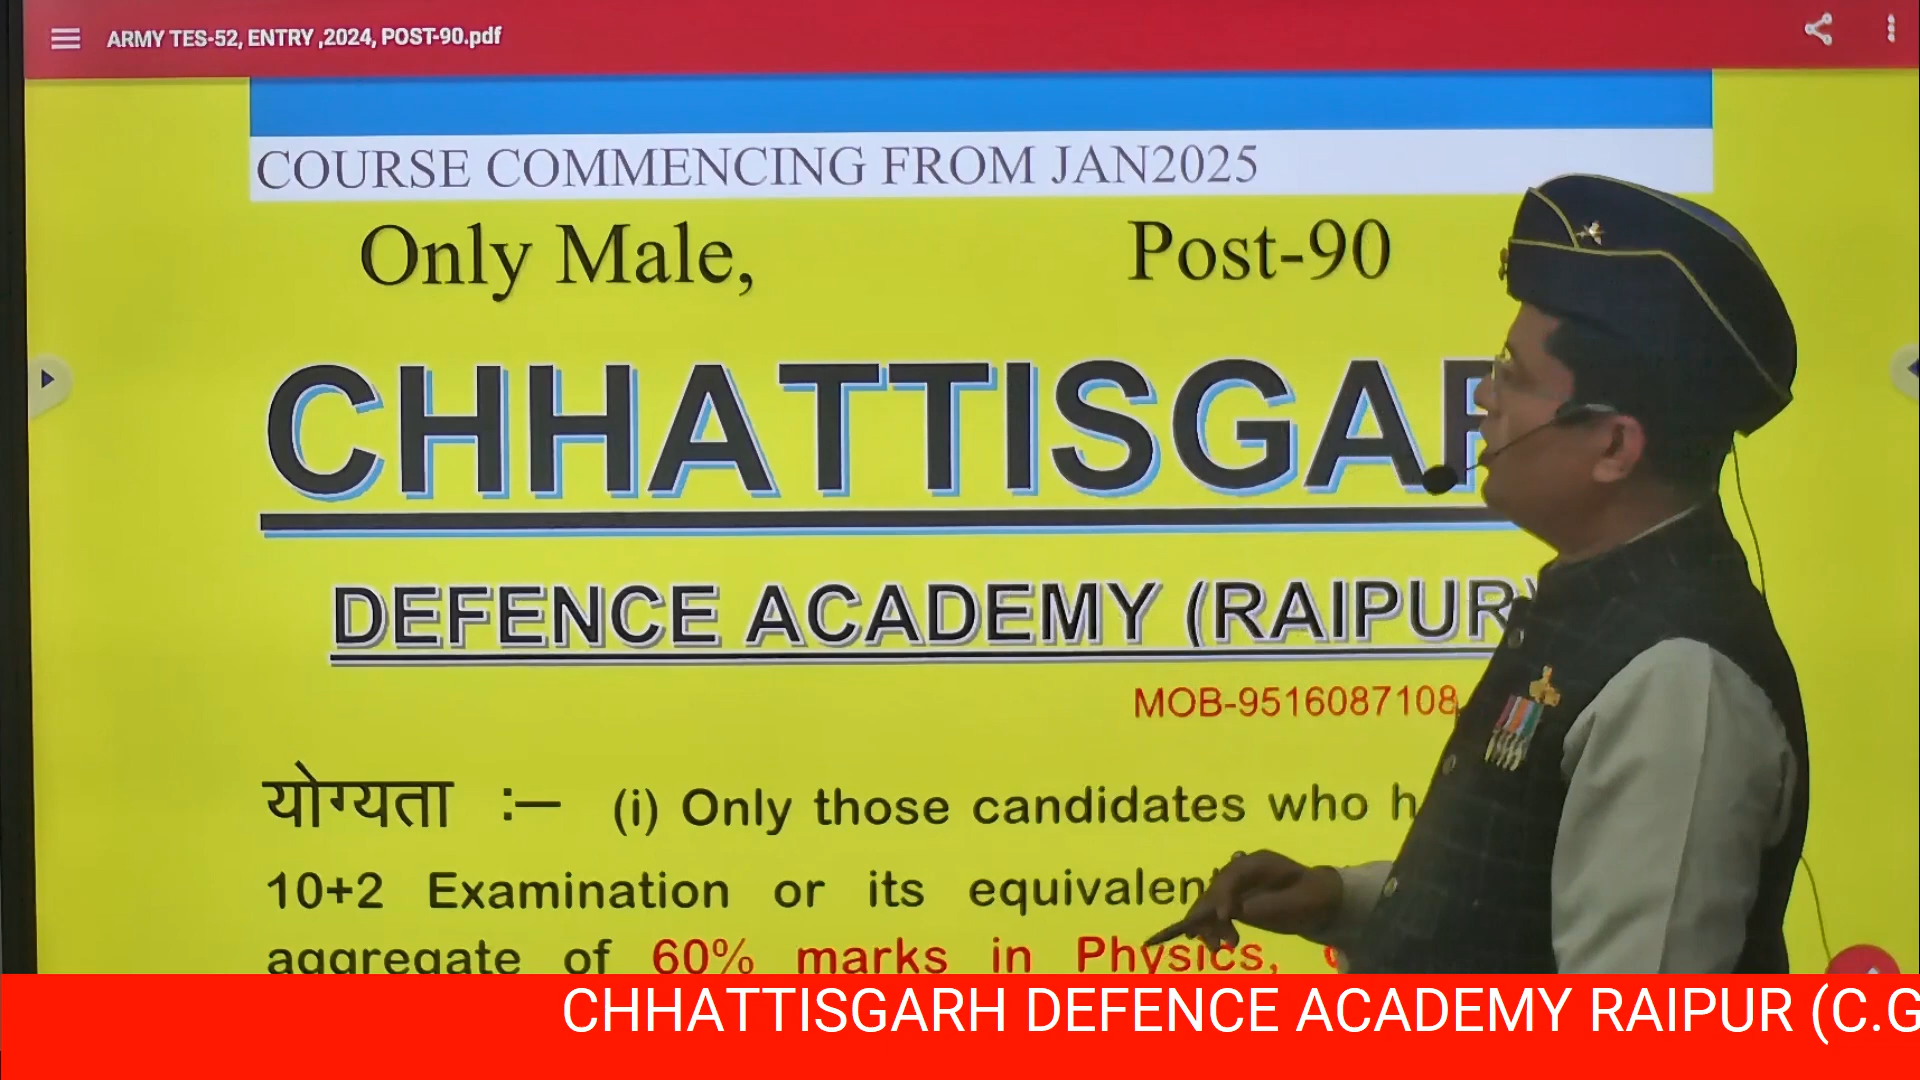 ARMY TES-52, ENTRY ,2024, POST-90.pdf
COURSE COMMENCING FROM JAN2025
Only Male, Post-90
DEFENCE ACADEMY (RAIPUR)
MOB-9516087108
योग्यता :– (i) Only those candidates who
10+2 Examination or its
aggregate of 60% marks in Physics,
CHHATTISGARH DEFENCE ACADEMY RAIPUR (C.G